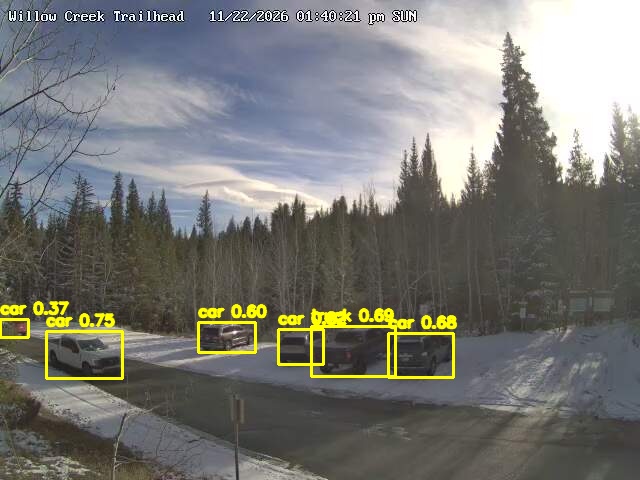 Willow Creek Trailhead 11/22/2026 01:40:21 pm SUN
car 0.37
car 0.75
car 0.60
car
truck 0.69
car 0.68